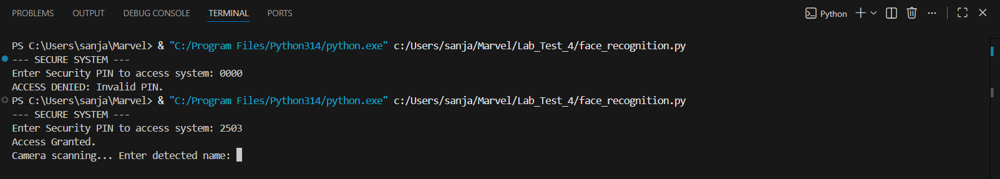 PROBLEMS OUTPUT DEBUG CONSOLE TERMINAL PORTS Python
PS C:\Users\sanja\Marvel> & "C:/Program Files/Python314/python.exe" c:/Users/sanja/Marvel/Lab_Test_4/face_recognition.py
--- SECURE SYSTEM ---
Enter Security PIN to access system: 0000
ACCESS DENIED: Invalid PIN.
PS C:\Users\sanja\Marvel> & "C:/Program Files/Python314/python.exe" c:/Users/sanja/Marvel/Lab_Test_4/face_recognition.py
--- SECURE SYSTEM ---
Enter Security PIN to access system: 2503
Access Granted.
Camera scanning... Enter detected name: